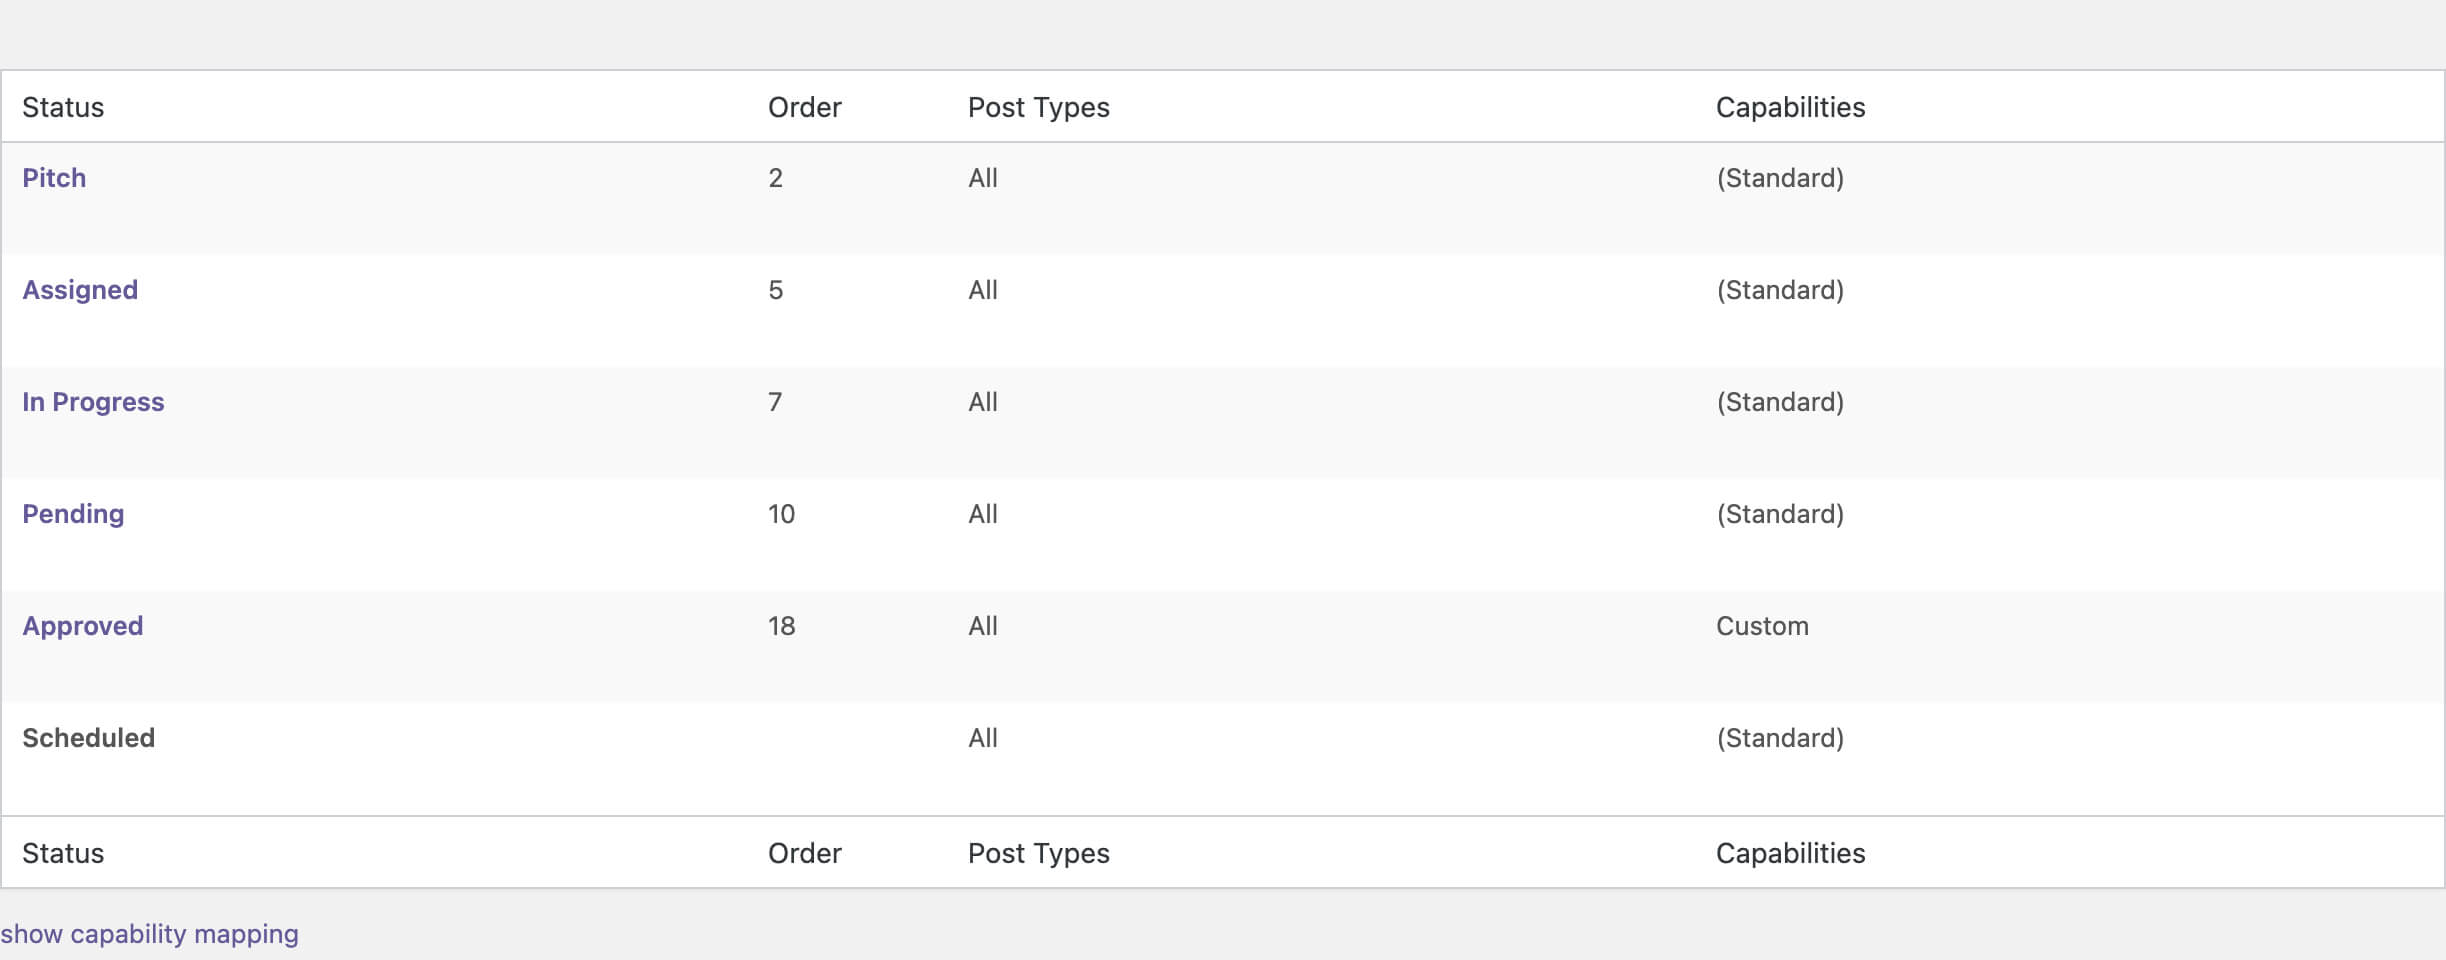 Status Order Post Types Capabilities
Pitch 2 All (Standard)
Assigned 5 All (Standard)
In Progress 7 All (Standard)
Pending 10 All (Standard)
Approved 18 All Custom
Scheduled All (Standard)
Status Order Post Types Capabilities
show capability mapping